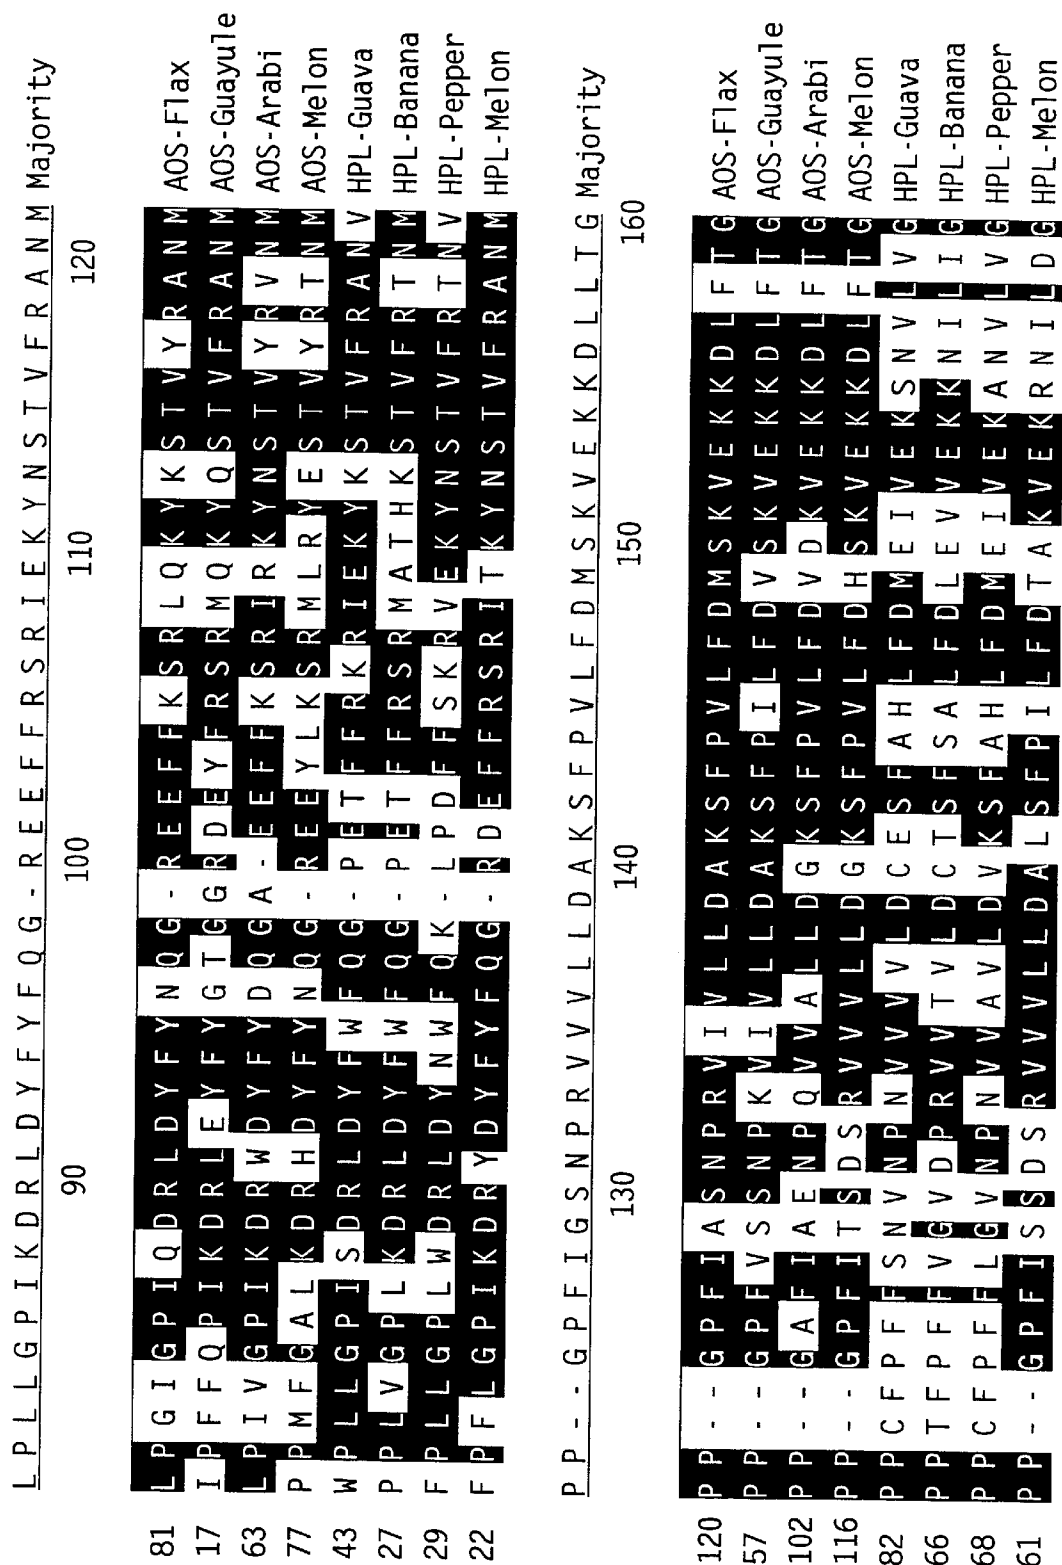 L P L L G P I K D R L D Y F Y F Q G - R E E F F R S R I E K Y N S T V F R A N M Majority
90 100 110 120
81 L P G I G P I Q D R L D Y F Y N Q G - R E E F F K S R L Q K Y K S T V Y R A N M AOS-Flax
17 I P F F Q P I K D R L E Y F Y G T G G R D E Y F R S R M Q K Y Q S T V F R A N M AOS-Guayule
63 L P I V G P I K D R W D Y F Y D Q G A - E E F F K S R I R K Y N S T V Y R V N M AOS-Arabi
77 P P M F G A L K D R H D Y F Y N Q G - R E E Y L K S R M L R Y E S T V Y R T N M AOS-Melon
43 W P L L G P I S D R L D Y F W F Q G - P E T F F R K R I E K Y K S T V F R A N V HPL-Guava
27 P P L V G P L K D R L D Y F W F Q G - P E T F F R S R M A T H K S T V F R T N M HPL-Banana
29 F P L L G P L W D R L D Y N W F Q K - L P D F F S K R V E K Y N S T V F R T N V HPL-Pepper
22 F P F L G P I K D R Y D Y F Y F Q G - R D E F F R S R I T K Y N S T V F R A N M HPL-Melon
P P - - G P F I G S N P R V V V L L D A K S F P V L F D M S K V E K K D L L T G Majority
130 140 150 160
120 P P - - G P F I A S N P R V I V L L D A K S F P V L F D M S K V E K K D L F T G AOS-Flax
57 P P - - G P F V S S N P K V I V L L D A K S F P I L F D V S K V E K K D L F T G AOS-Guayule
102 P P - - G A F I A E N P Q V V A L L D G K S F P V L F D V D K V E K K D L F T G AOS-Arabi
116 P P - - G P F I T S D S R V V V L L D G K S F P V L F D H S K V E K K D L F T G AOS-Melon
82 P P C F P F F S N V N P N V V V V L D C E S F A H L F D M E I V E K S N V L V G HPL-Guava
66 P P T F P F F V G V D P R V V T V L D C T S F S A L F D L E V V E K K N I L I G HPL-Banana
68 P P C F P F F L G V N P N V V A V L D V K S F A H L F D M E I V E K A N V L V G HPL-Pepper
61 P P - - G P F I S S D S R V V V L L D A L S F P I L F D T A K V E K R N I L D G HPL-Melon